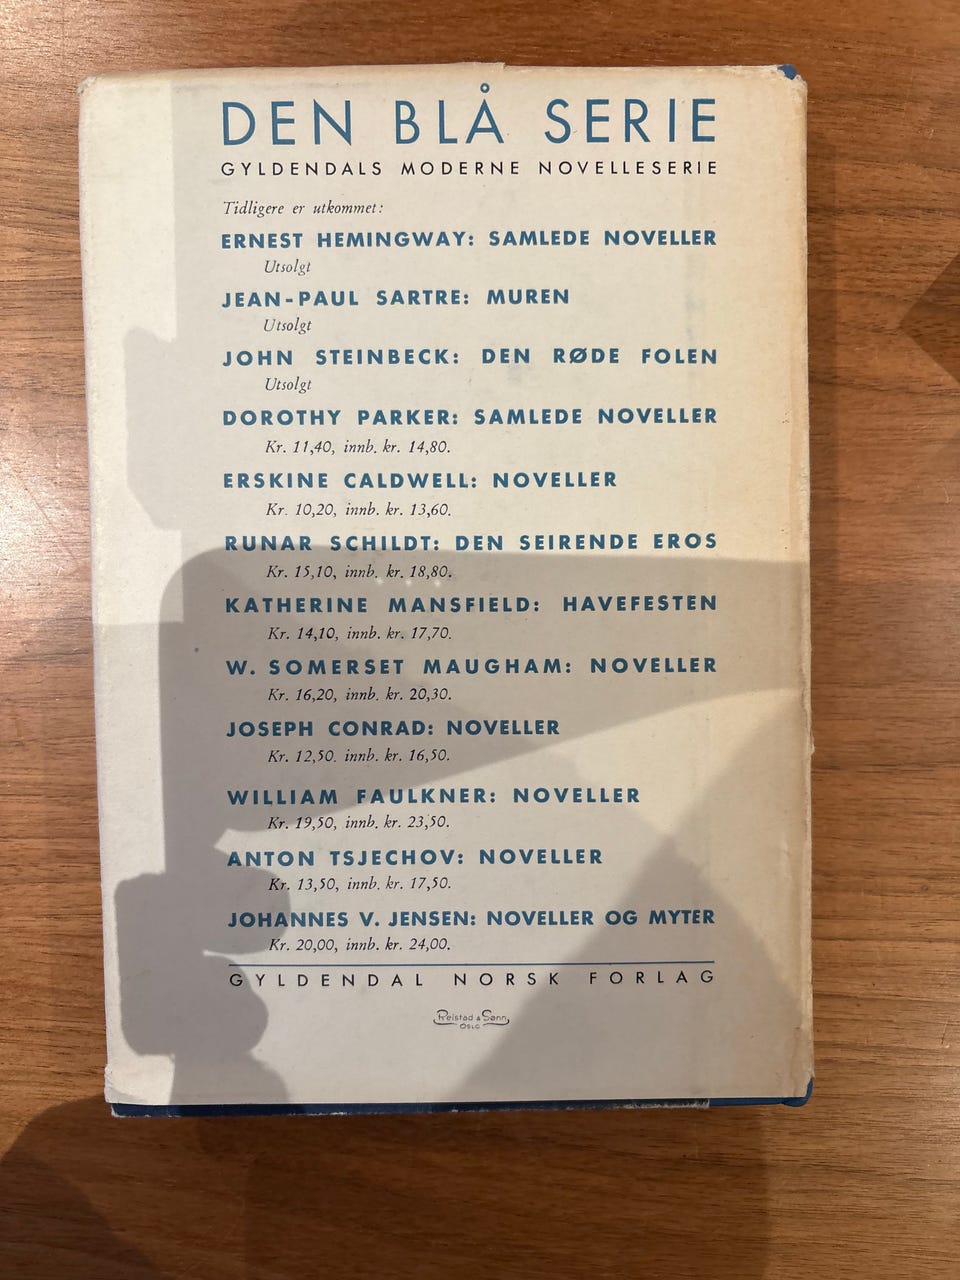 DEN BLÅ SERIE
GYLDENDALS MODERNE NOVELLESERIE
Tidligere er utkommet:
ERNEST HEMINGWAY: SAMLEDE NOVELLER
Utsolgt
JEAN-PAUL SARTRE: MUREN
Utsolgt
JOHN STEINBECK: DEN RØDE FOLEN
Utsolgt
DOROTHY PARKER: SAMLEDE NOVELLER
Kr. 11,40, innb. kr. 14,80.
ERSKINE CALDWELL: NOVELLER
Kr. 10,20, innb. kr. 13,60.
RUNAR SCHILDT: DEN SEIRENDE EROS
Kr. 15,10, innb. kr. 18,80.
KATHERINE MANSFIELD: HAVEFESTEN
Kr. 14,10, innb. kr. 17,70.
W. SOMERSET MAUGHAM: NOVELLER
Kr. 16,20, innb. kr. 20,30.
JOSEPH CONRAD: NOVELLER
Kr. 12,50. innb. kr. 16,50.
WILLIAM FAULKNER: NOVELLER
Kr. 19,50, innb. kr. 23,50.
ANTON TSJECHOV: NOVELLER
Kr. 13,50, innb. kr. 17,50.
JOHANNES V. JENSEN: NOVELLER OG MYTER
Kr. 20,00, innb. kr. 24,00.
GYLDENDAL NORSK FORLAG
Reistad & Sønn
OSLO